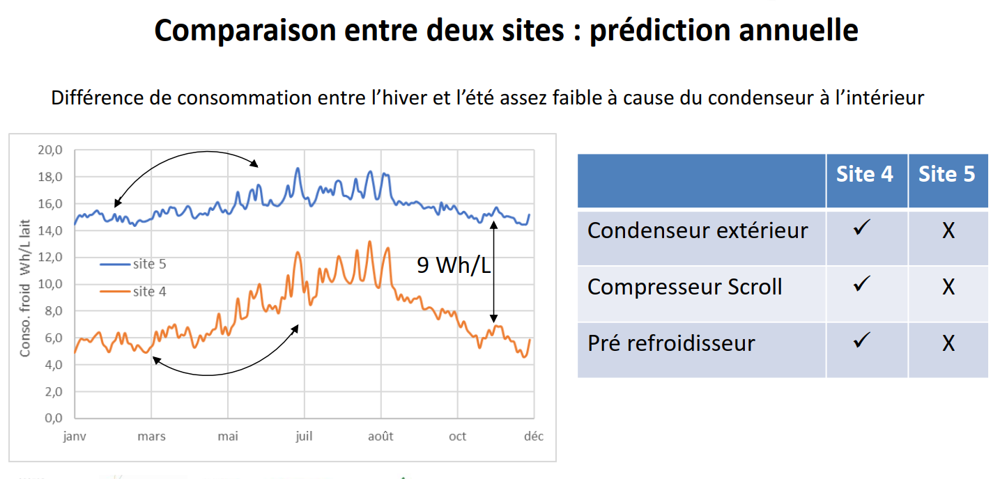 Comparaison entre deux sites : prédiction annuelle
Différence de consommation entre l’hiver et l’été assez faible à cause du condenseur à l’intérieur
Conso. froid Wh/L lait
20,0
18,0
16,0
14,0
12,0
10,0
8,0
6,0
4,0
2,0
0,0
site 5
site 4
9 Wh/L
janv mars mai juil août oct déc
Site 4 Site 5
Condenseur extérieur ✓ X
Compresseur Scroll ✓ X
Pré refroidisseur ✓ X